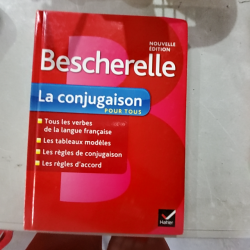 NOUVELLE
ÉDITION
Bescherelle
La conjugaison
POUR TOUS
Tous les verbes
de la langue française
Les tableaux modèles
Les règles de conjugaison
Les règles d'accord
Hatier